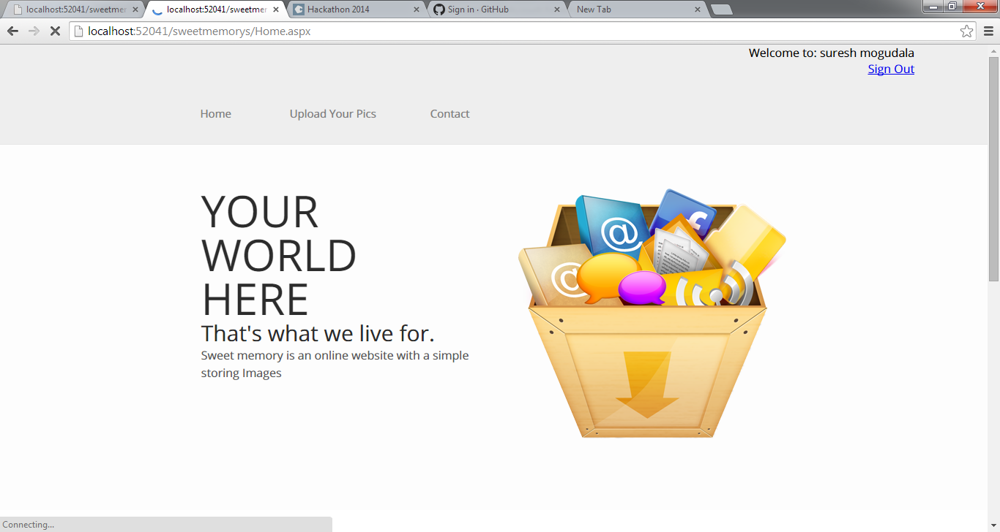 localhost:52041/sweetmer
localhost:52041/sweetmer
Hackathon 2014
Sign in · GitHub
New Tab
localhost:52041/sweetmemorys/Home.aspx
Welcome to: suresh mogudala
Sign Out
Home Upload Your Pics Contact
YOUR
WORLD
HERE
That's what we live for.
Sweet memory is an online website with a simple
storing Images
@
f
@
Connecting...